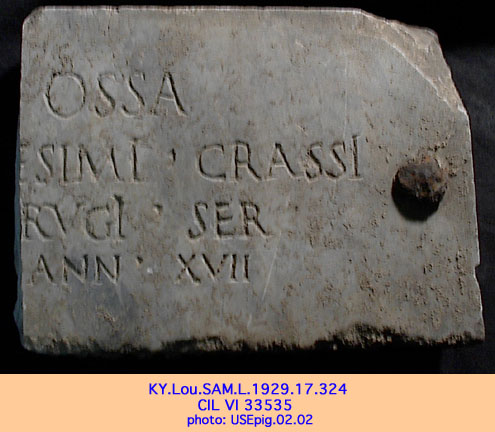 OSSA
ESIMI · CRASSI
RVGI · SER
ANN · XVII
KY.Lou.SAM.L.1929.17.324
CIL VI 33535
photo: USEpig.02.02